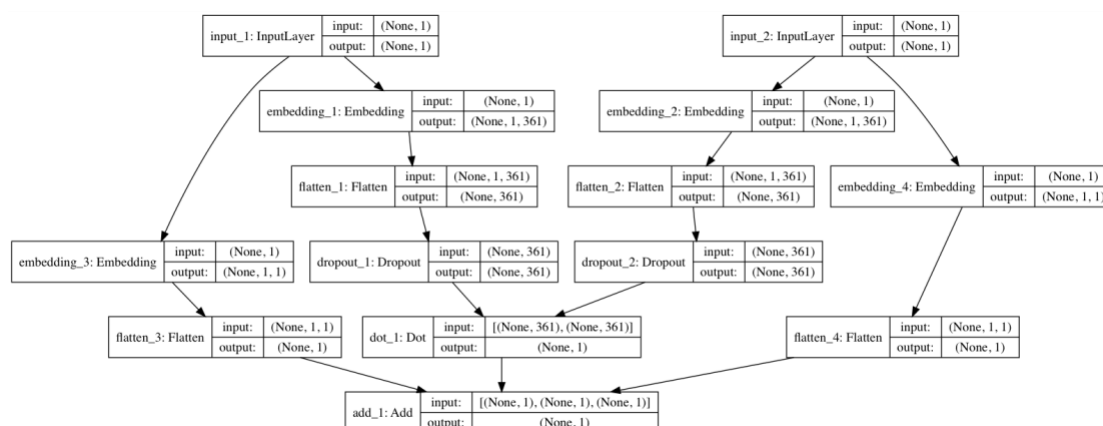 input_1: InputLayer input: (None, 1) output: (None, 1)
input_2: InputLayer input: (None, 1) output: (None, 1)
embedding_1: Embedding input: (None, 1) output: (None, 1, 361)
embedding_2: Embedding input: (None, 1) output: (None, 1, 361)
flatten_1: Flatten input: (None, 1, 361) output: (None, 361)
flatten_2: Flatten input: (None, 1, 361) output: (None, 361)
embedding_4: Embedding input: (None, 1) output: (None, 1, 1)
embedding_3: Embedding input: (None, 1) output: (None, 1, 1)
dropout_1: Dropout input: (None, 361) output: (None, 361)
dropout_2: Dropout input: (None, 361) output: (None, 361)
flatten_3: Flatten input: (None, 1, 1) output: (None, 1)
dot_1: Dot input: [(None, 361), (None, 361)] output: (None, 1)
flatten_4: Flatten input: (None, 1, 1) output: (None, 1)
add_1: Add input: [(None, 1), (None, 1), (None, 1)] output: (None, 1)